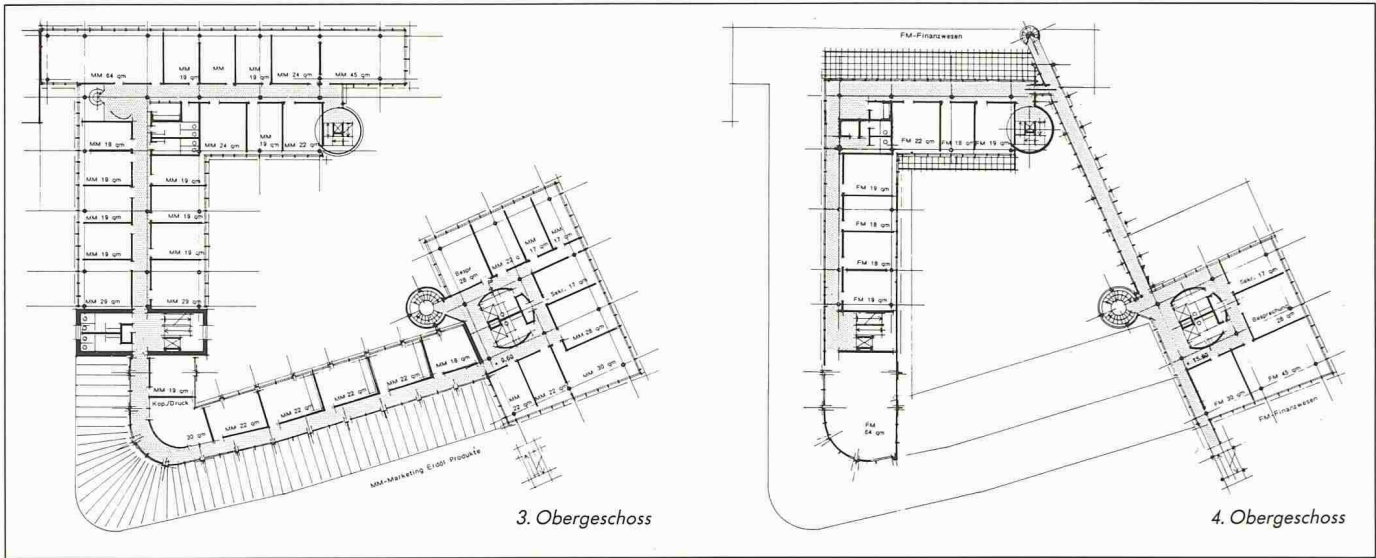 MM 64 qm
MM
19 qm
MM
MM
19 qm
MM 24 qm
MM 45 qm
MM 18 qm
MM 24 qm
MM
19 qm
MM 22 qm
MM 19 qm
MM 19 qm
MM 19 qm
MM 19 qm
MM 19 qm
MM 19 qm
MM 29 qm
MM 29 qm
MM 19 qm
Kop./Druck
30 qm
MM 22 qm
MM 22 qm
MM 22 qm
MM 22 qm
MM 18 qm
Bespr.
28 qm
MM 22 q
MM
17 qm
MM
17 qm
Sekr. 17 qm
MM 28 qm
MM 30 qm
MM
22 qm
MM 22 qm
MM-Marketing Erdöl Produkte
3. Obergeschoss
FM-Finanzwesen
FM 22 qm
FM 18 qm
FM 19 qm
FM 19 qm
FM 18 qm
FM 18 qm
FM 19 qm
FM
64 qm
Sekr. 17 qm
Besprechung
28 qm
+ 15.60
FM 30 qm
FM 45 qm
FM-Finanzwesen
4. Obergeschoss